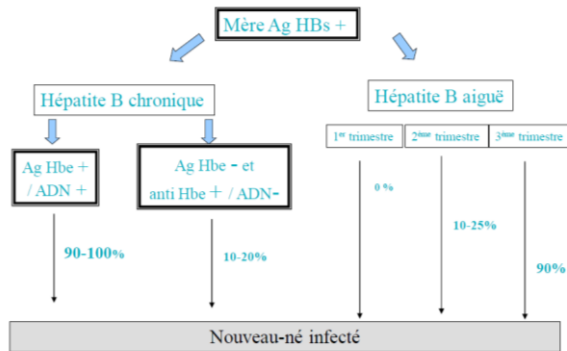 Mère Ag HBs +
Hépatite B chronique
Hépatite B aiguë
1er trimestre
2ème trimestre
3ème trimestre
Ag Hbe +
/ ADN +
Ag Hbe - et
anti Hbe + / ADN-
0 %
90-100%
10-20%
10-25%
90%
Nouveau-né infecté